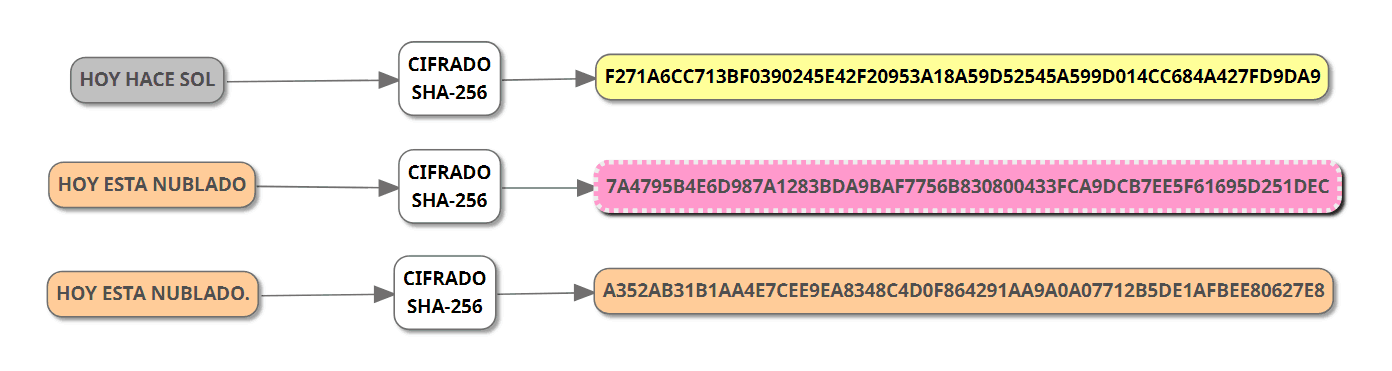 HOY HACE SOL
CIFRADO
SHA-256
F271A6CC713BF0390245E42F20953A18A59D52545A599D014CC684A427FD9DA9
HOY ESTA NUBLADO
CIFRADO
SHA-256
7A4795B4E6D987A1283BDA9BAF7756B830800433FCA9DCB7EE5F61695D251DEC
HOY ESTA NUBLADO.
CIFRADO
SHA-256
A352AB31B1AA4E7CEE9EA8348C4D0F864291AA9A0A07712B5DE1AFBEE80627E8